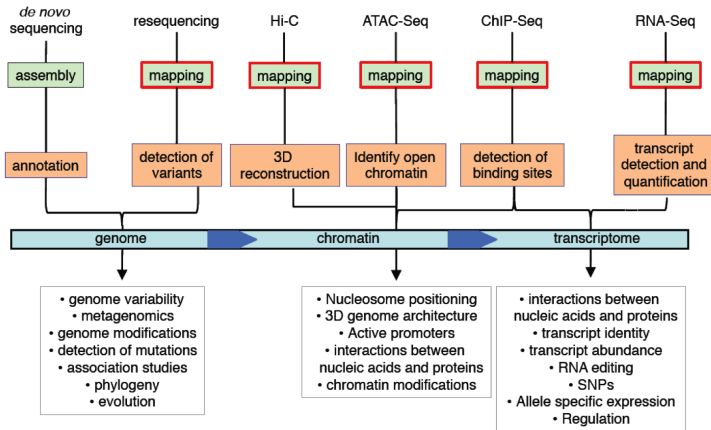 de novo
sequencing
resequencing
Hi-C
ATAC-Seq
ChIP-Seq
RNA-Seq
assembly
mapping
mapping
mapping
mapping
mapping
annotation
detection of
variants
3D
reconstruction
Identify open
chromatin
detection of
binding sites
transcript
detection and
quantification
genome
chromatin
transcriptome
• genome variability
• metagenomics
• genome modifications
• detection of mutations
• association studies
• phylogeny
• evolution
• Nucleosome positioning
• 3D genome architecture
• Active promoters
• interactions between
nucleic acids and proteins
• chromatin modifications
• interactions between
nucleic acids and proteins
• transcript identity
• transcript abundance
• RNA editing
• SNPs
• Allele specific expression
• Regulation